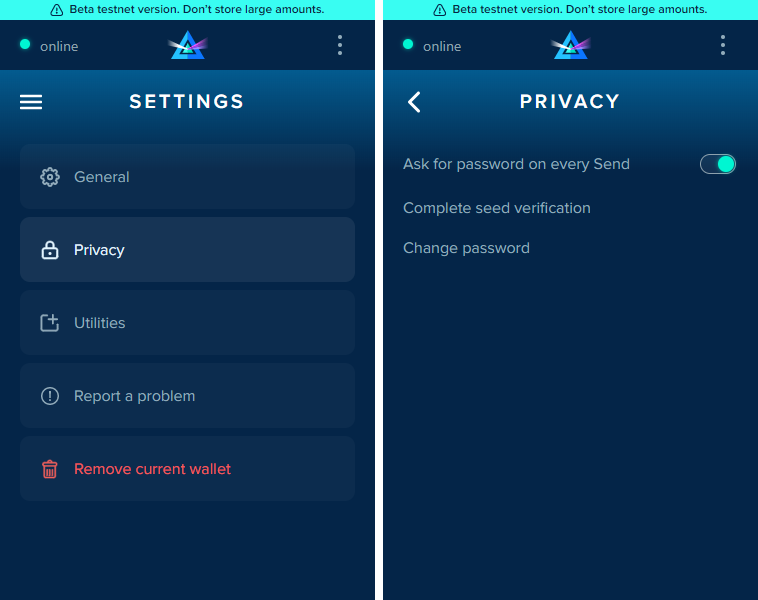 Beta testnet version. Don't store large amounts.
online
SETTINGS
General
Privacy
Utilities
Report a problem
Remove current wallet
Beta testnet version. Don't store large amounts.
online
PRIVACY
Ask for password on every Send
Complete seed verification
Change password